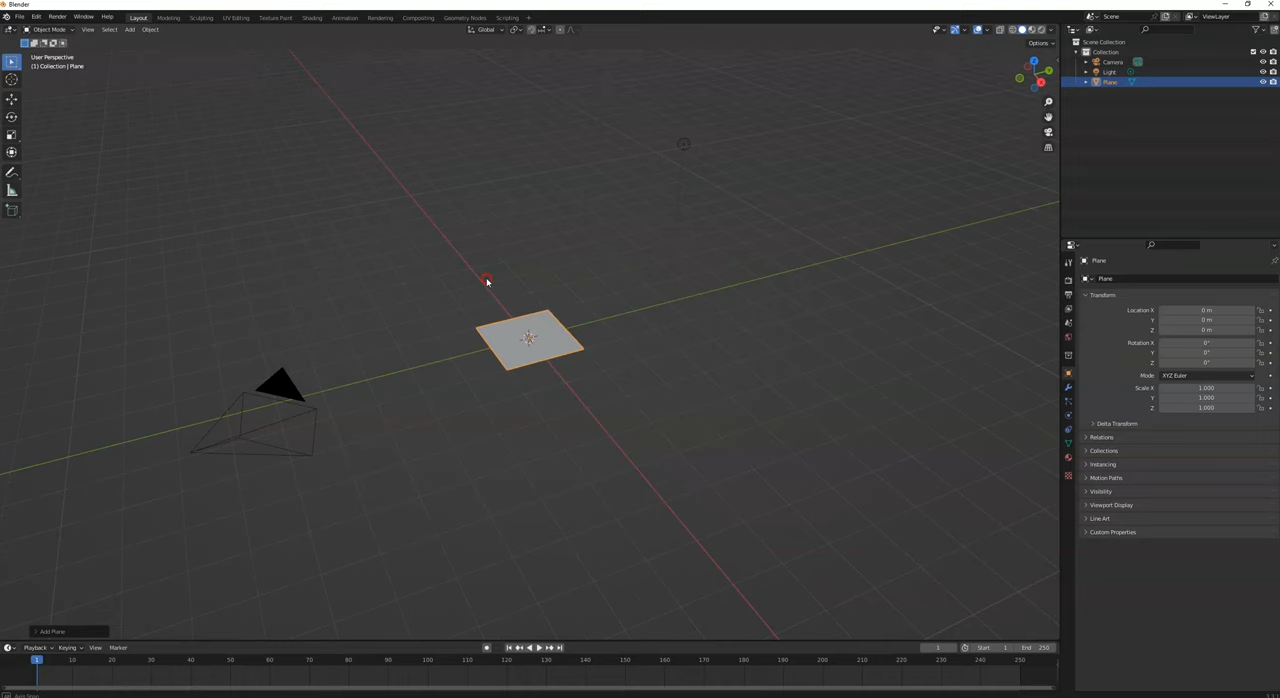 Blender
File Edit Render Window Help Layout Modeling Sculpting UV Editing Texture Paint Shading Animation Rendering Compositing Geometry Nodes Scripting + Scene ViewLayer
Object Mode View Select Add Object Global
Options
User Perspective
(1) Collection | Plane
Z
Y
X
Scene Collection
Collection
Camera
Light
Plane
Plane
Plane
Transform
Location X 0 m
Y 0 m
Z 0 m
Rotation X 0°
Y 0°
Z 0°
Mode XYZ Euler
Scale X 1.000
Y 1.000
Z 1.000
Delta Transform
Relations
Collections
Instancing
Motion Paths
Visibility
Viewport Display
Line Art
Custom Properties
Add Plane
Playback Keying View Marker 1 Start 1 End 250
1 10 20 30 40 50 60 70 80 90 100 110 120 130 140 150 160 170 180 190 200 210 220 230 240 250
Axis Snap